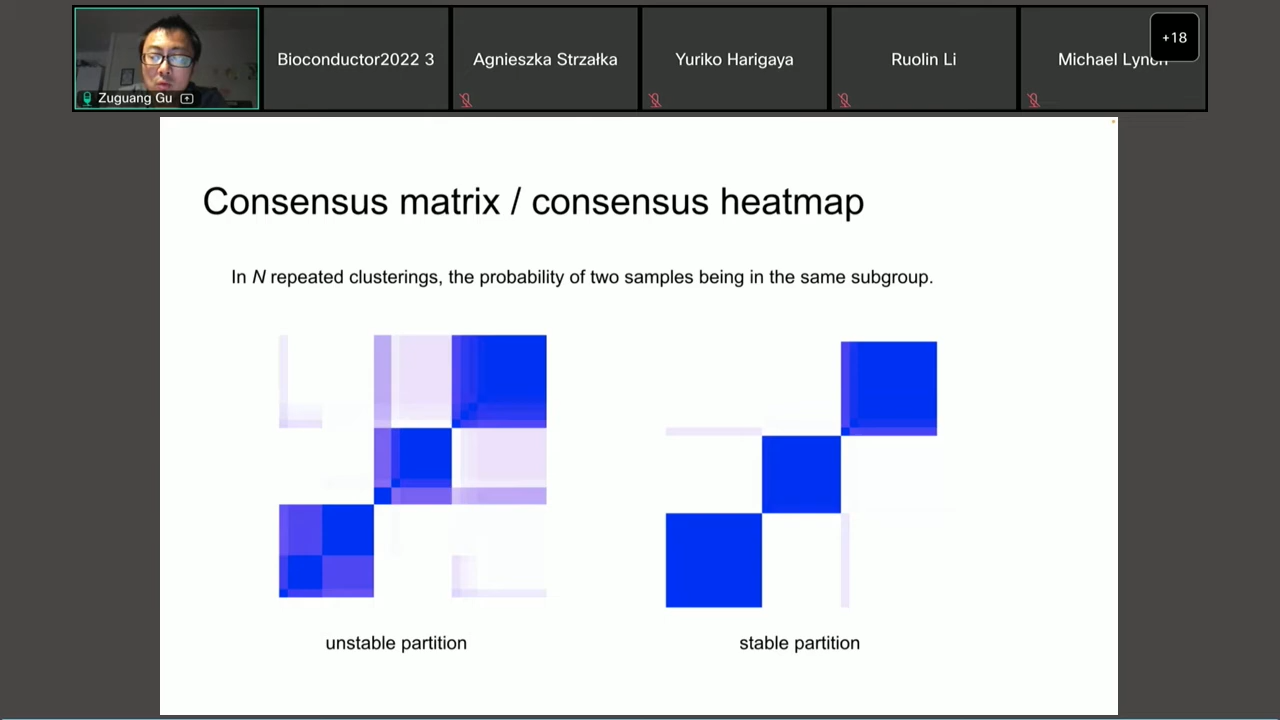 Zuguang Gu
Bioconductor2022 3
Agnieszka Strzałka
Yuriko Harigaya
Ruolin Li
Michael Lynch
+18
Consensus matrix / consensus heatmap
In N repeated clusterings, the probability of two samples being in the same subgroup.
unstable partition
stable partition